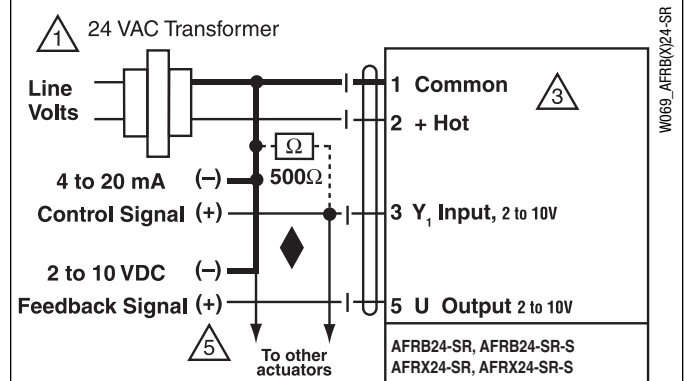 1 24 VAC Transformer
Line
Volts
1 Common
3
2 + Hot
Ω
500Ω
4 to 20 mA (–)
Control Signal (+)
3 Y1 Input, 2 to 10V
2 to 10 VDC (–)
Feedback Signal (+)
5 U Output 2 to 10V
5
To other
actuators
AFRB24-SR, AFRB24-SR-S
AFRX24-SR, AFRX24-SR-S
W069_AFRB(X)24-SR